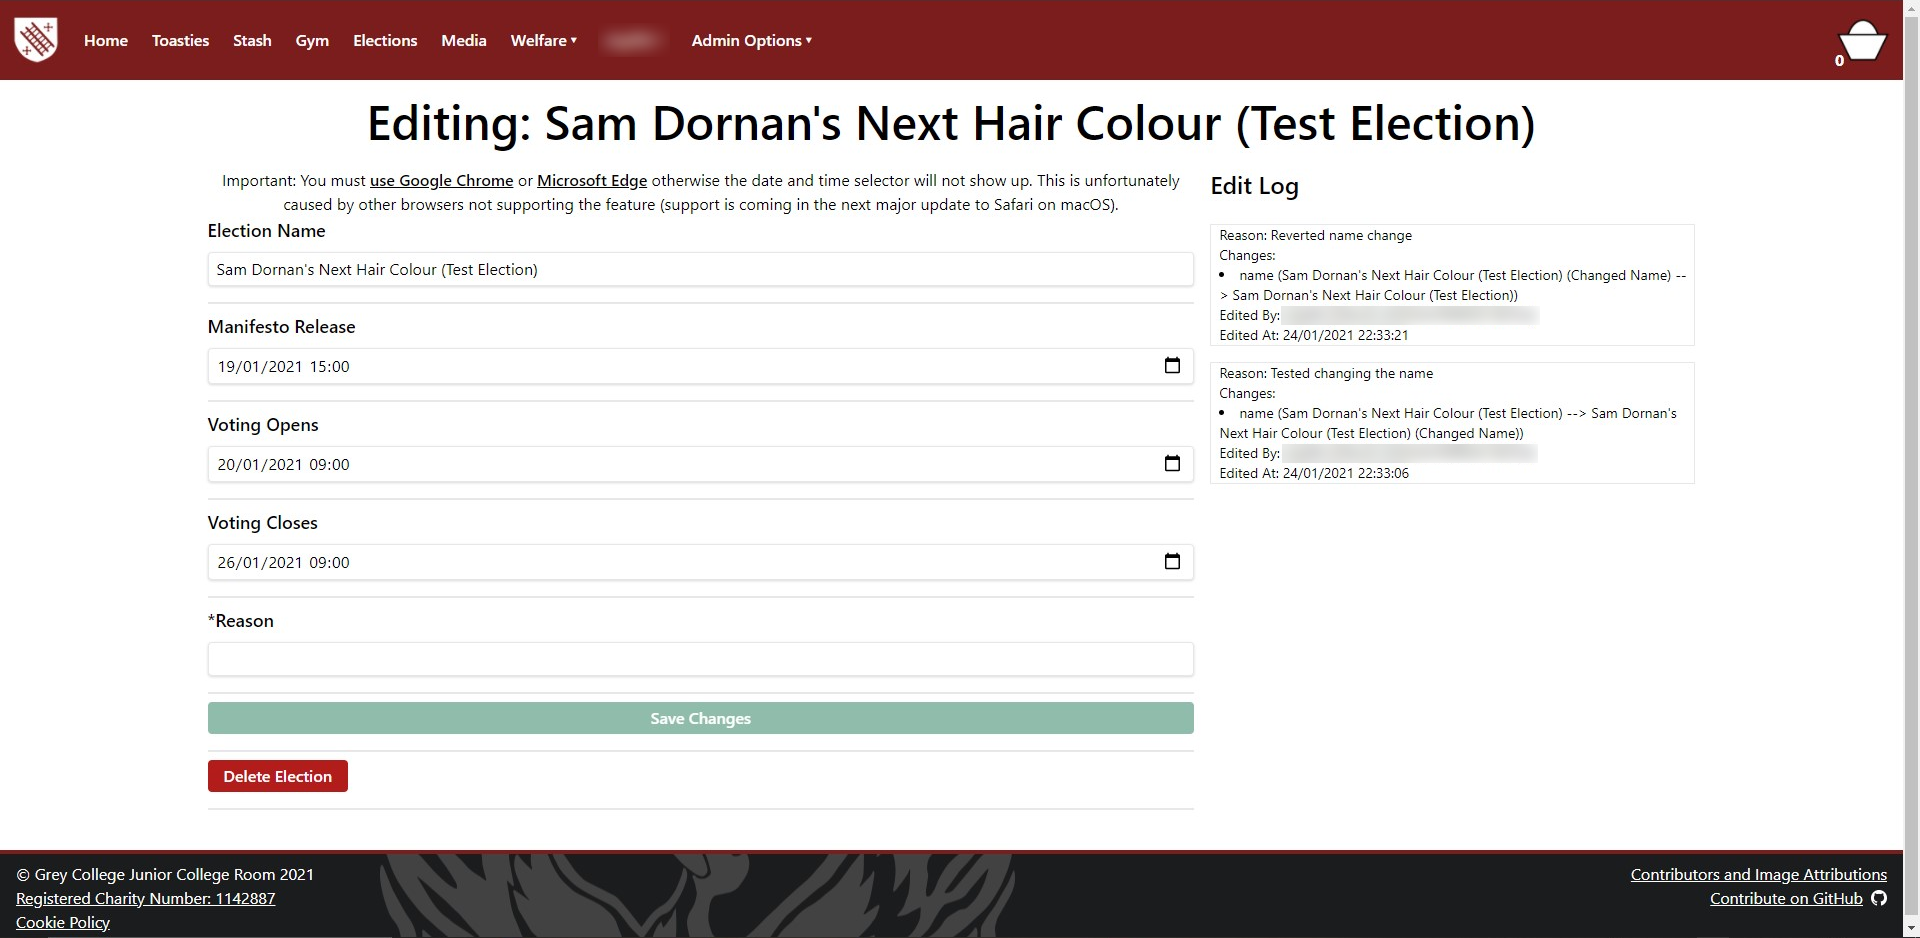 Home Toasties Stash Gym Elections Media Welfare▾ Admin Options▾
0
Editing: Sam Dornan's Next Hair Colour (Test Election)
Important: You must use Google Chrome or Microsoft Edge otherwise the date and time selector will not show up. This is unfortunately
caused by other browsers not supporting the feature (support is coming in the next major update to Safari on macOS).
Election Name
Sam Dornan's Next Hair Colour (Test Election)
Manifesto Release
19/01/2021 15:00
Voting Opens
20/01/2021 09:00
Voting Closes
26/01/2021 09:00
*Reason
Save Changes
Delete Election
Edit Log
Reason: Reverted name change
Changes:
• name (Sam Dornan's Next Hair Colour (Test Election) (Changed Name) --
> Sam Dornan's Next Hair Colour (Test Election))
Edited By:
Edited At: 24/01/2021 22:33:21
Reason: Tested changing the name
Changes:
• name (Sam Dornan's Next Hair Colour (Test Election) --> Sam Dornan's
Next Hair Colour (Test Election) (Changed Name))
Edited By:
Edited At: 24/01/2021 22:33:06
© Grey College Junior College Room 2021
Registered Charity Number: 1142887
Cookie Policy
Contributors and Image Attributions
Contribute on GitHub